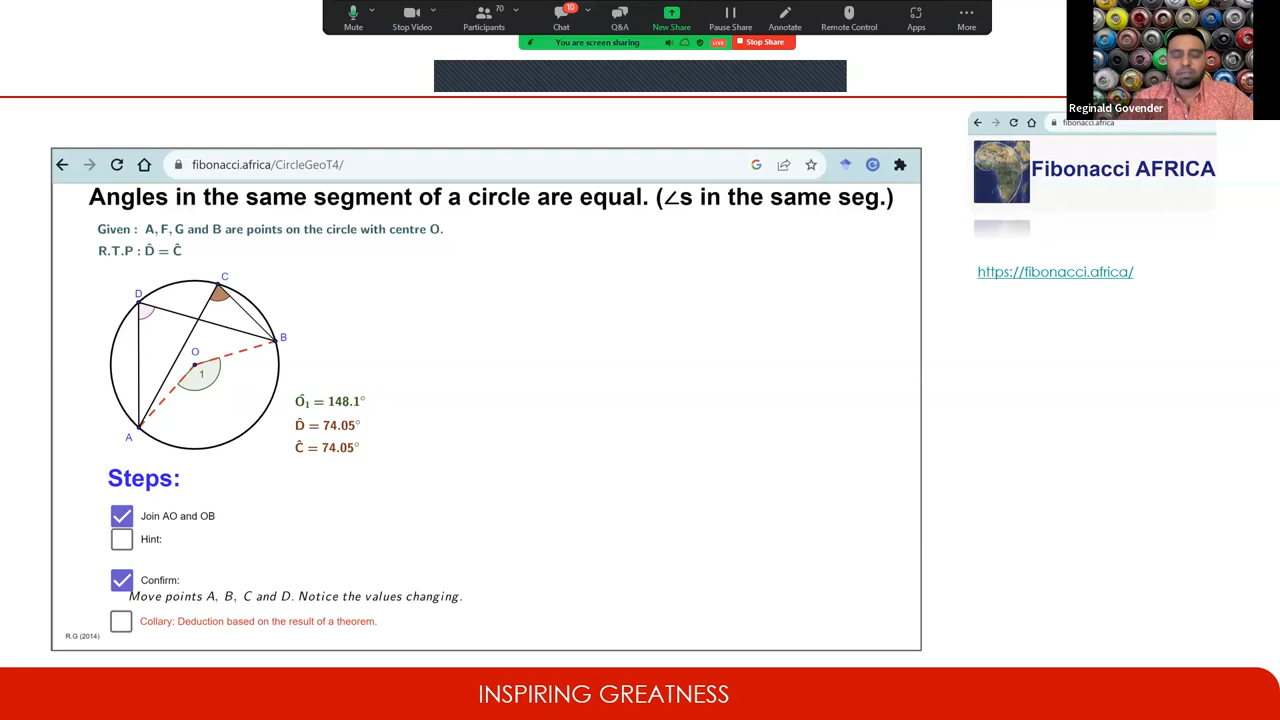 Mute
Stop Video
70
Participants
10
Chat
Q&A
New Share
Pause Share
Annotate
Remote Control
Apps
More
You are screen sharing
LIVE
Stop Share
Reginald Govender
fibonacci.africa
Fibonacci AFRICA
https://fibonacci.africa/
fibonacci.africa/CircleGeoT4/
Angles in the same segment of a circle are equal. (∠s in the same seg.)
Given : A, F, G and B are points on the circle with centre O.
R.T.P : D̂ = Ĉ
C
D
B
O
1
A
Ô₁ = 148.1°
D̂ = 74.05°
Ĉ = 74.05°
Steps:
Join AO and OB
Hint:
Confirm:
Move points A, B, C and D. Notice the values changing.
Collary: Deduction based on the result of a theorem.
R.G (2014)
INSPIRING GREATNESS